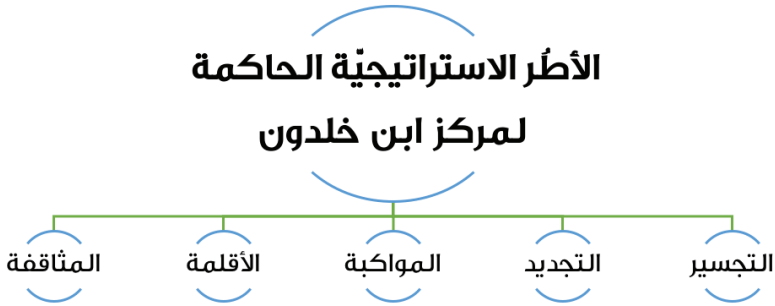 الأطُر الاستراتيجيّة الحاكمة
لمركز ابن خلدون
التجسير
التجديد
المواكبة
الأقلمة
المثاقفة